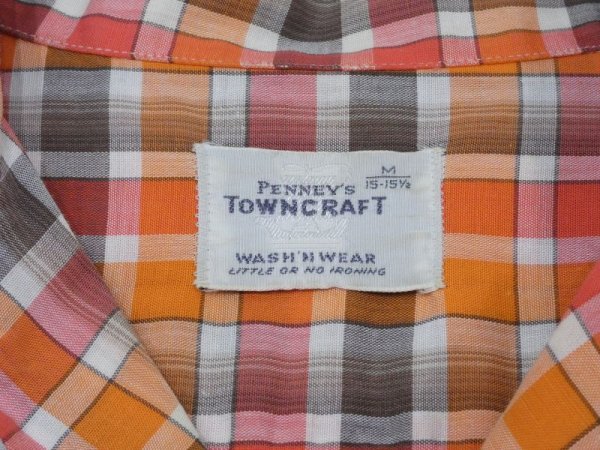 PENNEY'S
TOWNCRAFT
M
15-15½
WASH'N WEAR
LITTLE OR NO IRONING